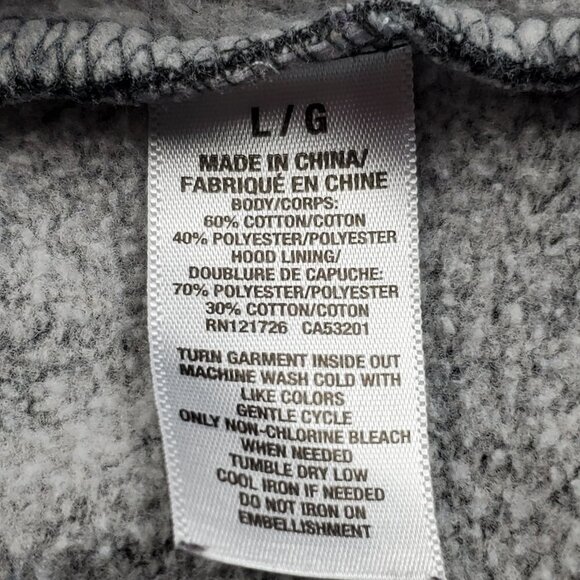 L / G
MADE IN CHINA/
FABRIQUÉ EN CHINE
BODY/CORPS:
60% COTTON/COTON
40% POLYESTER/POLYESTER
HOOD LINING/
DOUBLURE DE CAPUCHE:
70% POLYESTER/POLYESTER
30% COTTON/COTON
RN121726 CA53201
TURN GARMENT INSIDE OUT
MACHINE WASH COLD WITH
LIKE COLORS
GENTLE CYCLE
ONLY NON-CHLORINE BLEACH
WHEN NEEDED
TUMBLE DRY LOW
COOL IRON IF NEEDED
DO NOT IRON ON
EMBELLISHMENT